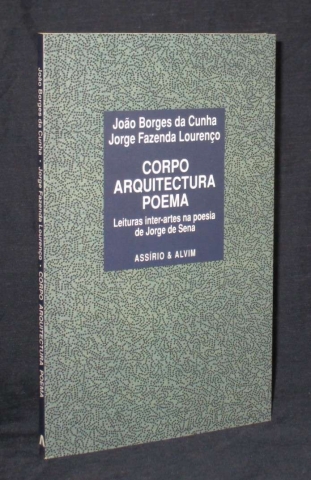 João Borges da Cunha
Jorge Fazenda Lourenço
CORPO
ARQUITECTURA
POEMA
Leituras inter-artes na poesia
de Jorge de Sena
ASSÍRIO & ALVIM
João Borges da Cunha · Jorge Fazenda Lourenço · CORPO ARQUITECTURA POEMA